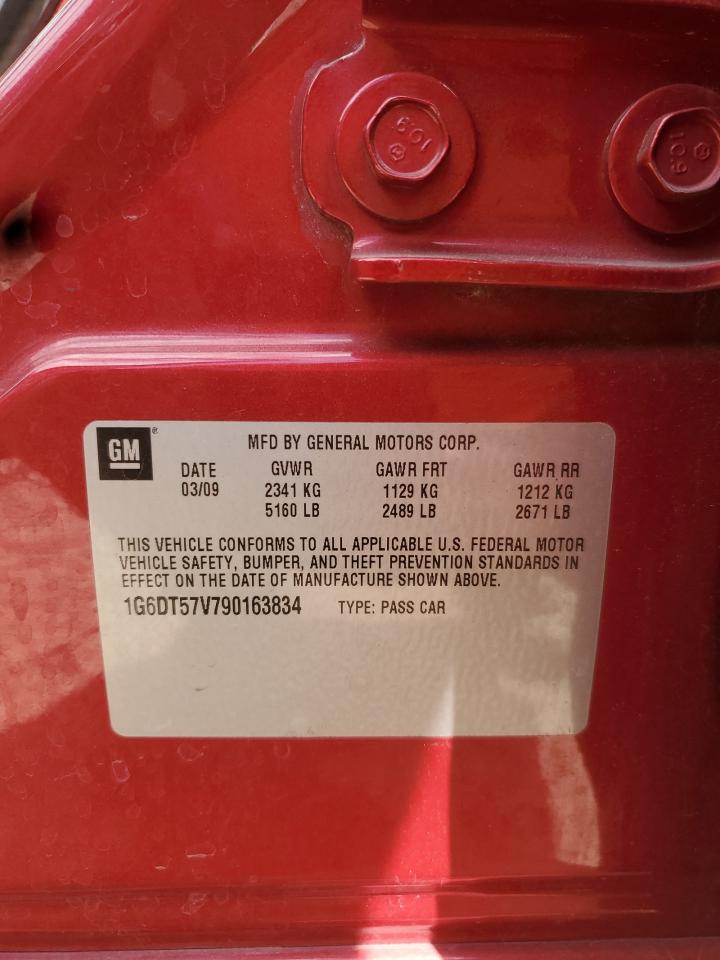 10.9
10.9
GM®
MFD BY GENERAL MOTORS CORP.
DATE GVWR GAWR FRT GAWR RR
03/09 2341 KG 1129 KG 1212 KG
5160 LB 2489 LB 2671 LB
THIS VEHICLE CONFORMS TO ALL APPLICABLE U.S. FEDERAL MOTOR
VEHICLE SAFETY, BUMPER, AND THEFT PREVENTION STANDARDS IN
EFFECT ON THE DATE OF MANUFACTURE SHOWN ABOVE.
1G6DT57V790163834 TYPE: PASS CAR